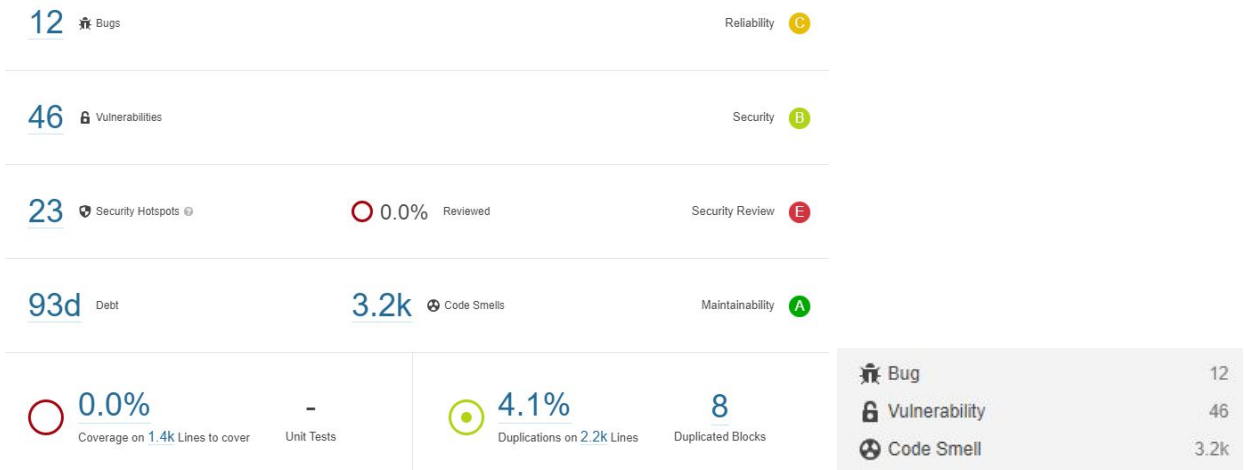 12 Bugs Reliability C
46 Vulnerabilities Security B
23 Security Hotspots ? 0.0% Reviewed Security Review E
93d Debt 3.2k Code Smells Maintainability A
0.0%
Coverage on 1.4k Lines to cover
-
Unit Tests
4.1%
Duplications on 2.2k Lines
8
Duplicated Blocks
Bug 12
Vulnerability 46
Code Smell 3.2k